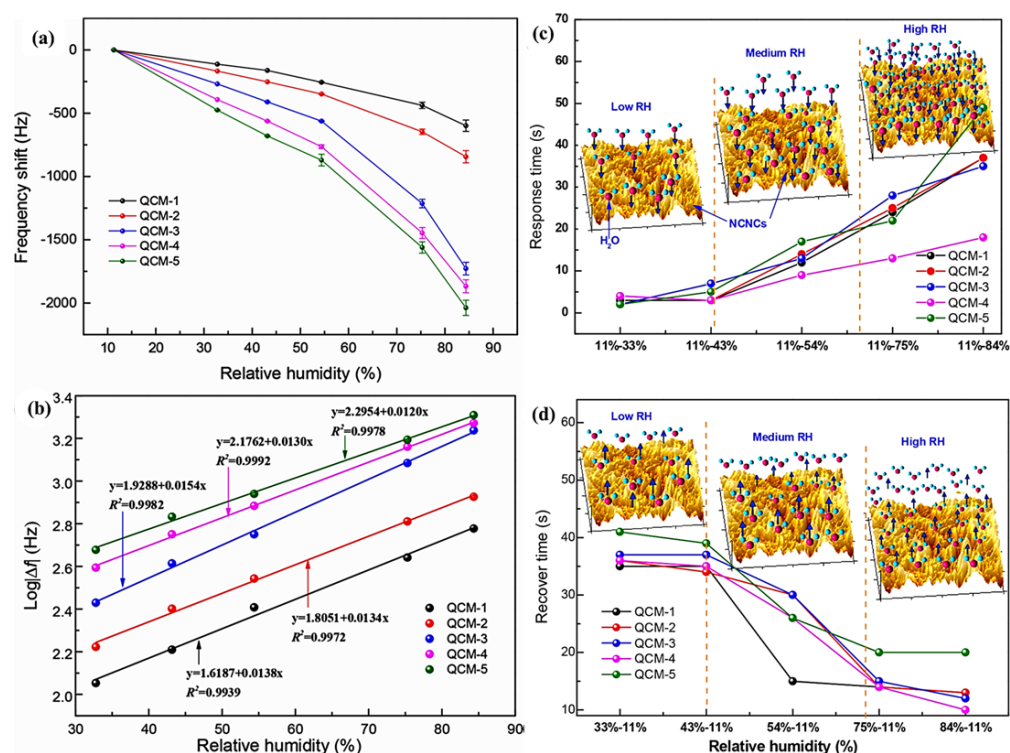 (a)
0
-500
-1000
-1500
-2000
Frequency shift (Hz)
QCM-1
QCM-2
QCM-3
QCM-4
QCM-5
10 20 30 40 50 60 70 80 90
Relative humidity (%)
(c)
70
60
50
40
30
20
10
0
Response time (s)
Low RH
Medium RH
High RH
H2O
NCNCs
QCM-1
QCM-2
QCM-3
QCM-4
QCM-5
11%-33% 11%-43% 11%-54% 11%-75% 11%-84%
(b)
3.4
3.2
3.0
2.8
2.6
2.4
2.2
2.0
Log|Δf| (Hz)
y=2.2954+0.0120x
R²=0.9978
y=2.1762+0.0130x
R²=0.9992
y=1.9288+0.0154x
R²=0.9982
y=1.8051+0.0134x
R²=0.9972
y=1.6187+0.0138x
R²=0.9939
QCM-1
QCM-2
QCM-3
QCM-4
QCM-5
30 40 50 60 70 80 90
Relative humidity (%)
(d)
60
50
40
30
20
10
Recover time (s)
Low RH
Medium RH
High RH
QCM-1
QCM-2
QCM-3
QCM-4
QCM-5
33%-11% 43%-11% 54%-11% 75%-11% 84%-11%
Relative humidity (%)